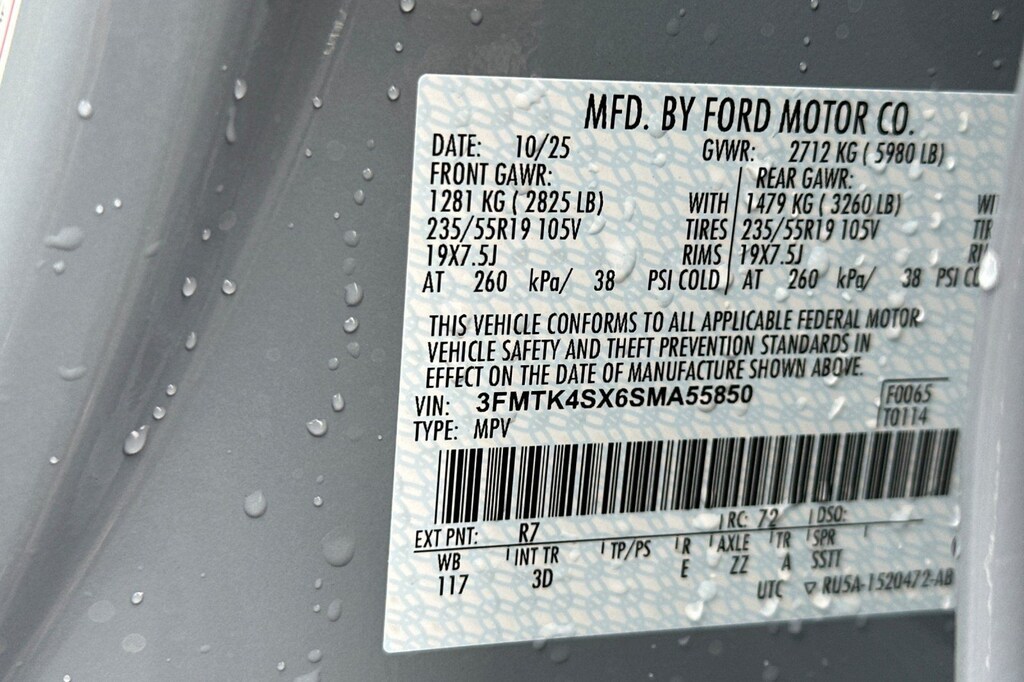 MFD. BY FORD MOTOR CO.
DATE: 10/25 GVWR: 2712 KG ( 5980 LB)
FRONT GAWR: REAR GAWR:
1281 KG ( 2825 LB) WITH 1479 KG ( 3260 LB) WI
235/55R19 105V TIRES 235/55R19 105V TIR
19X7.5J RIMS 19X7.5J RI
AT 260 kPa/ 38 PSI COLD AT 260 kPa/ 38 PSI CO
THIS VEHICLE CONFORMS TO ALL APPLICABLE FEDERAL MOTOR
VEHICLE SAFETY AND THEFT PREVENTION STANDARDS IN
EFFECT ON THE DATE OF MANUFACTURE SHOWN ABOVE.
VIN: 3FMTK4SX6SMA55850 F0065
TYPE: MPV T0114
EXT PNT: R7 RC: 72 DSO:
WB INT TR TP/PS R AXLE TR SPR
117 3D E ZZ A SSTT
UTC ▽ RU5A-1520472-AB